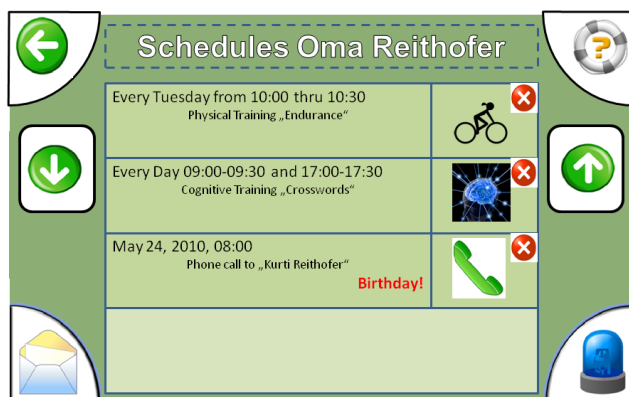 Schedules Oma Reithofer
?
Every Tuesday from 10:00 thru 10:30
Physical Training „Endurance“
Every Day 09:00-09:30 and 17:00-17:30
Cognitive Training „Crosswords“
May 24, 2010, 08:00
Phone call to „Kurti Reithofer“
Birthday!